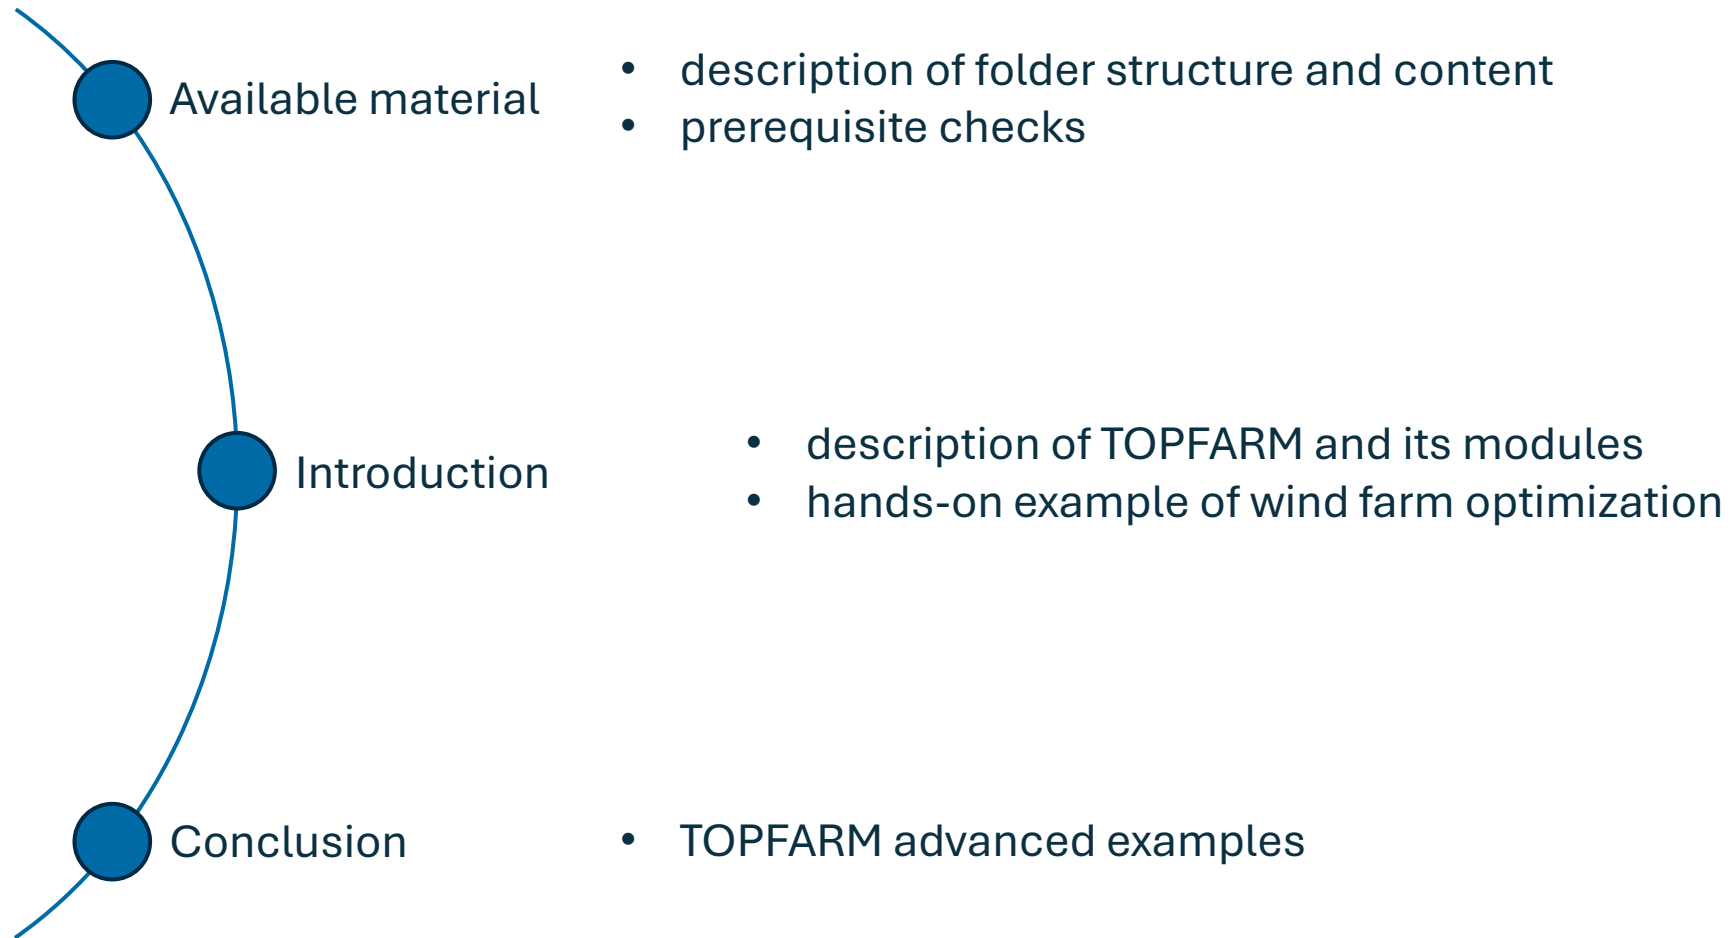 Available material
• description of folder structure and content
• prerequisite checks
Introduction
• description of TOPFARM and its modules
• hands-on example of wind farm optimization
Conclusion
• TOPFARM advanced examples